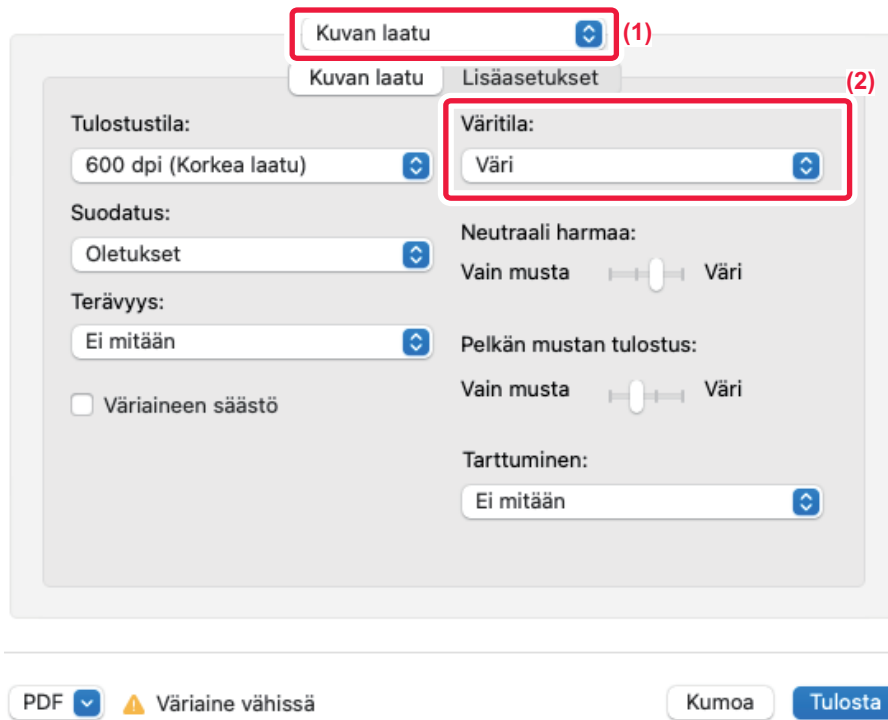 Kuvan laatu
(1)
Kuvan laatu
Lisäasetukset
(2)
Tulostustila:
600 dpi (Korkea laatu)
Suodatus:
Oletukset
Terävyys:
Ei mitään
Väriaineen säästö
Väritila:
Väri
Neutraali harmaa:
Vain musta Väri
Pelkän mustan tulostus:
Vain musta Väri
Tarttuminen:
Ei mitään
PDF
Väriaine vähissä
Kumoa
Tulosta